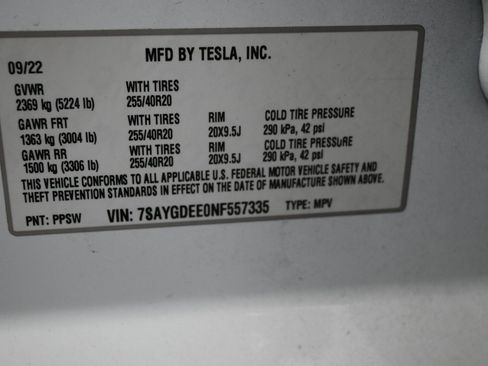 MFD BY TESLA, INC.
09/22
GVWR WITH TIRES
2369 kg (5224 lb) 255/40R20
GAWR FRT WITH TIRES RIM COLD TIRE PRESSURE
1363 kg (3004 lb) 255/40R20 20X9.5J 290 kPa, 42 psi
GAWR RR WITH TIRES RIM COLD TIRE PRESSURE
1500 kg (3306 lb) 255/40R20 20X9.5J 290 kPa, 42 psi
THIS VEHICLE CONFORMS TO ALL APPLICABLE FEDERAL MOTOR VEHICLE SAFETY AND
THEFT PREVENTION STANDARDS IN EFFECT ON THE DATE OF MANUFACTURE SHOWN ABOVE.
PNT: PPSW VIN: 7SAYGDEE0NF557335 TYPE: MPV